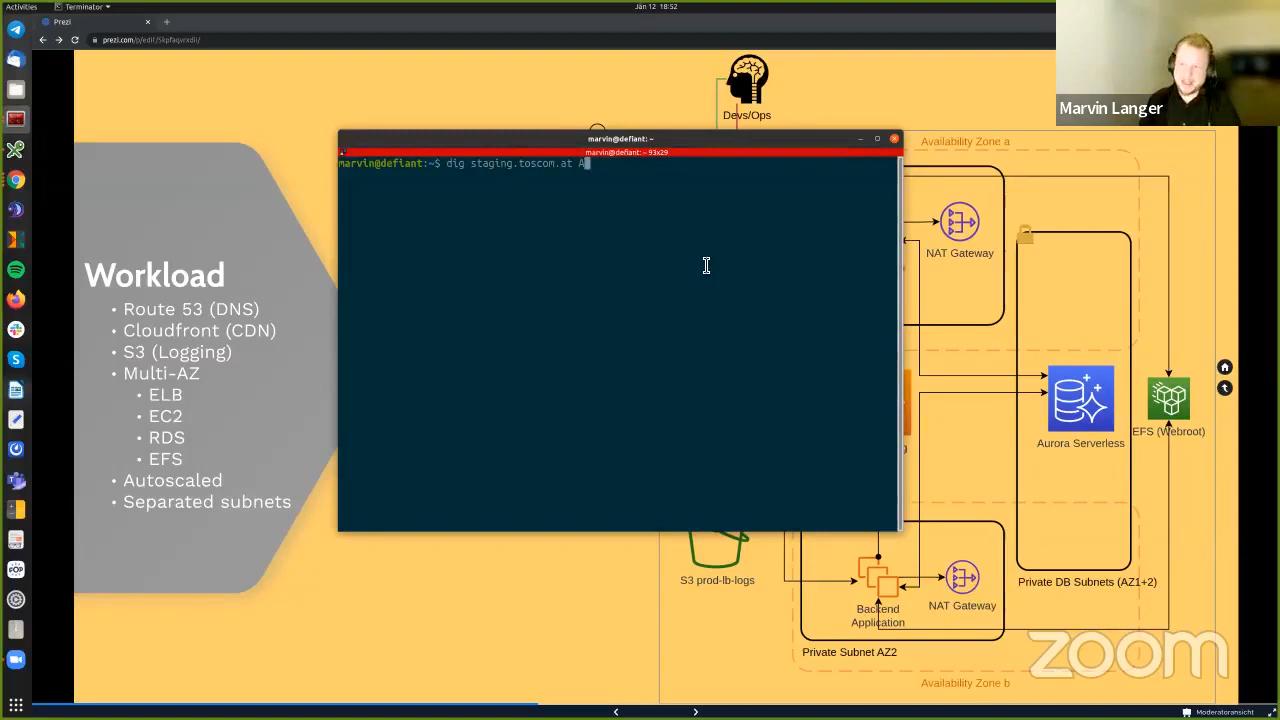 Activities
Terminator
Jän 12 18:52
Prezi
prezi.com/p/edit/5kpfaqvrxdii/
Marvin Langer
Devs/Ops
marvin@defiant: ~
marvin@defiant: ~ 93x29
marvin@defiant:~$ dig staging.toscom.at A
Availability Zone a
NAT Gateway
Workload
• Route 53 (DNS)
• Cloudfront (CDN)
• S3 (Logging)
• Multi-AZ
• ELB
• EC2
• RDS
• EFS
• Autoscaled
• Separated subnets
Aurora Serverless
EFS (Webroot)
g
S3 prod-lb-logs
Backend
Application
NAT Gateway
Private DB Subnets (AZ1+2)
Private Subnet AZ2
Availability Zone b
zoom
FOP
Moderatoransicht